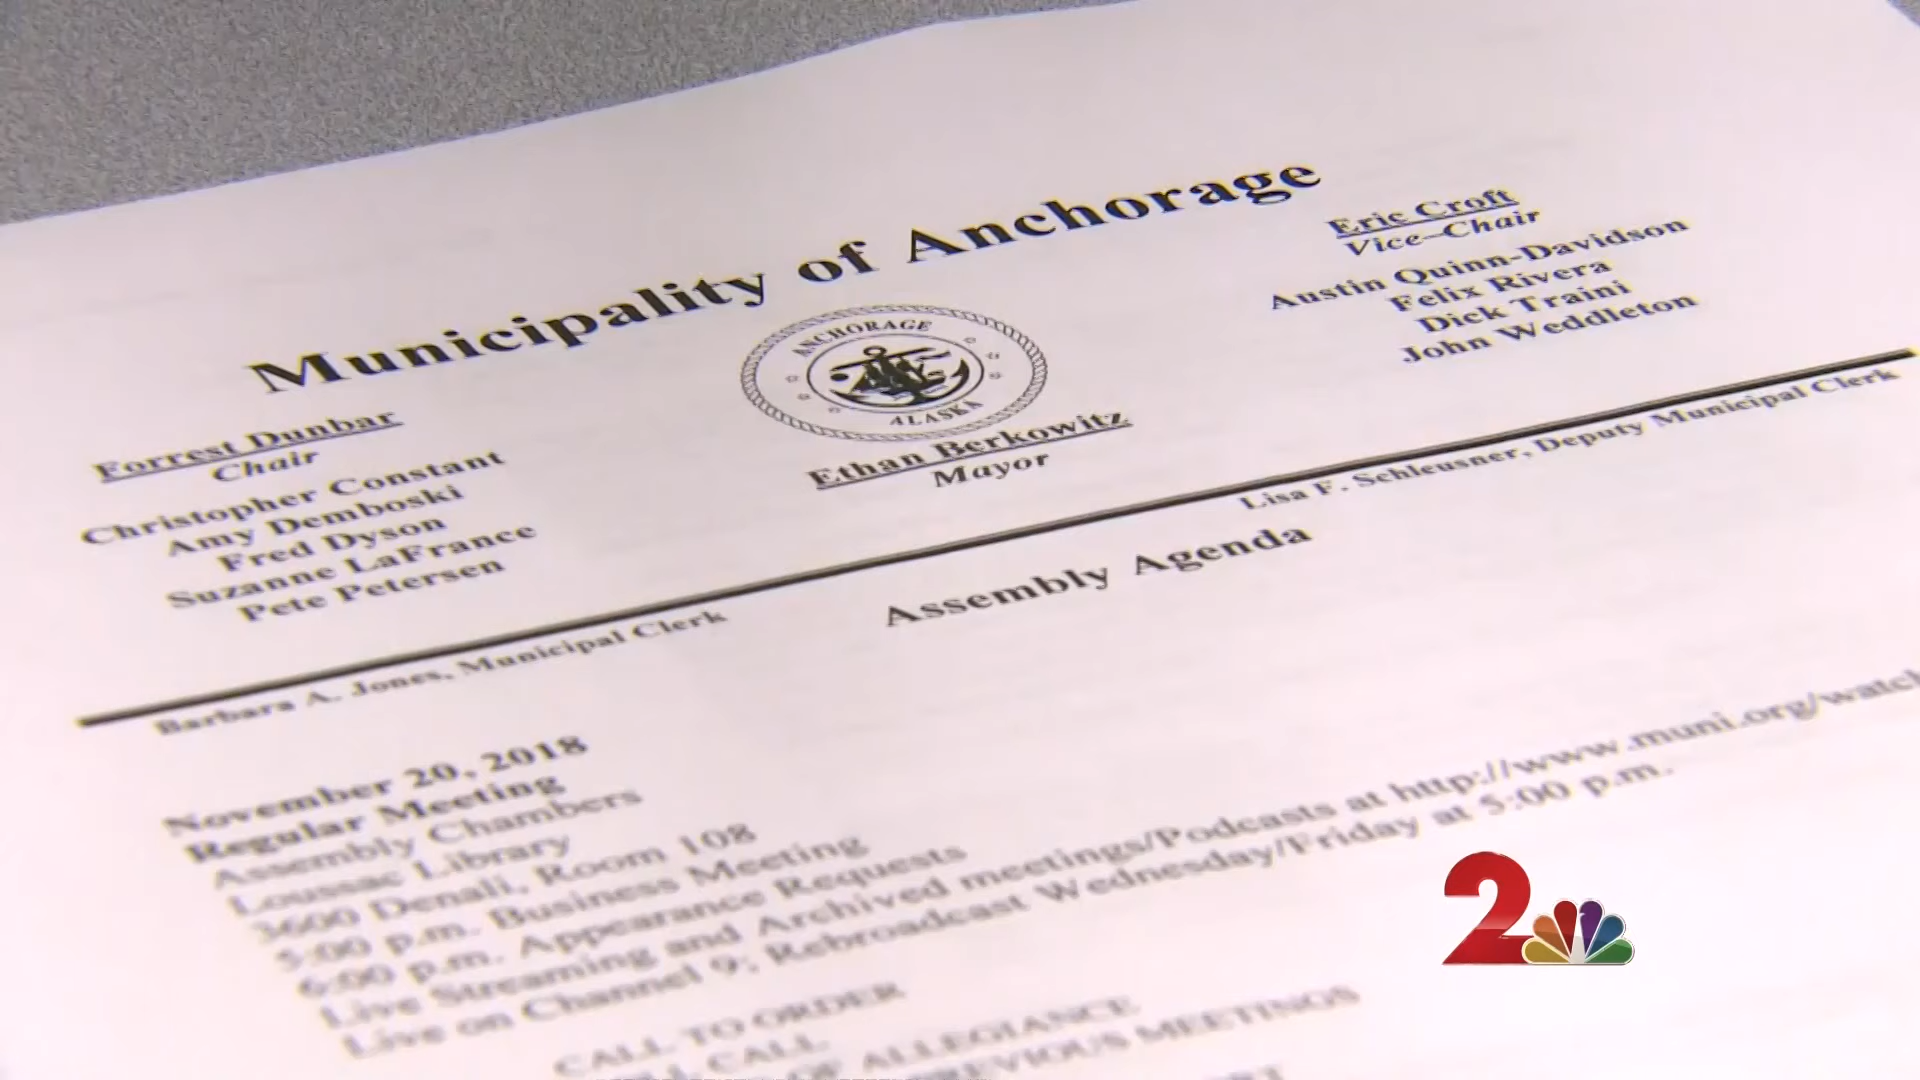 Municipality of Anchorage
ANCHORAGE
ALASKA
Forrest Dunbar
Chair
Christopher Constant
Amy Demboski
Fred Dyson
Suzanne LaFrance
Pete Petersen
Ethan Berkowitz
Mayor
Eric Croft
Vice-Chair
Austin Quinn-Davidson
Felix Rivera
Dick Traini
John Weddleton
Barbara A. Jones, Municipal Clerk
Lisa F. Schleusner, Deputy Municipal Clerk
Assembly Agenda
November 20, 2018
Regular Meeting
Assembly Chambers
Loussac Library
3600 Denali, Room 108
5:00 p.m. Business Meeting
6:00 p.m. Appearance Requests
Live Streaming and Archived meetings/Podcasts at http://www.muni.org/watch
Live on Channel 9; Rebroadcast Wednesday/Friday at 5:00 p.m.
CALL TO ORDER
CALL
OF ALLEGIANCE
PREVIOUS MEETINGS
2